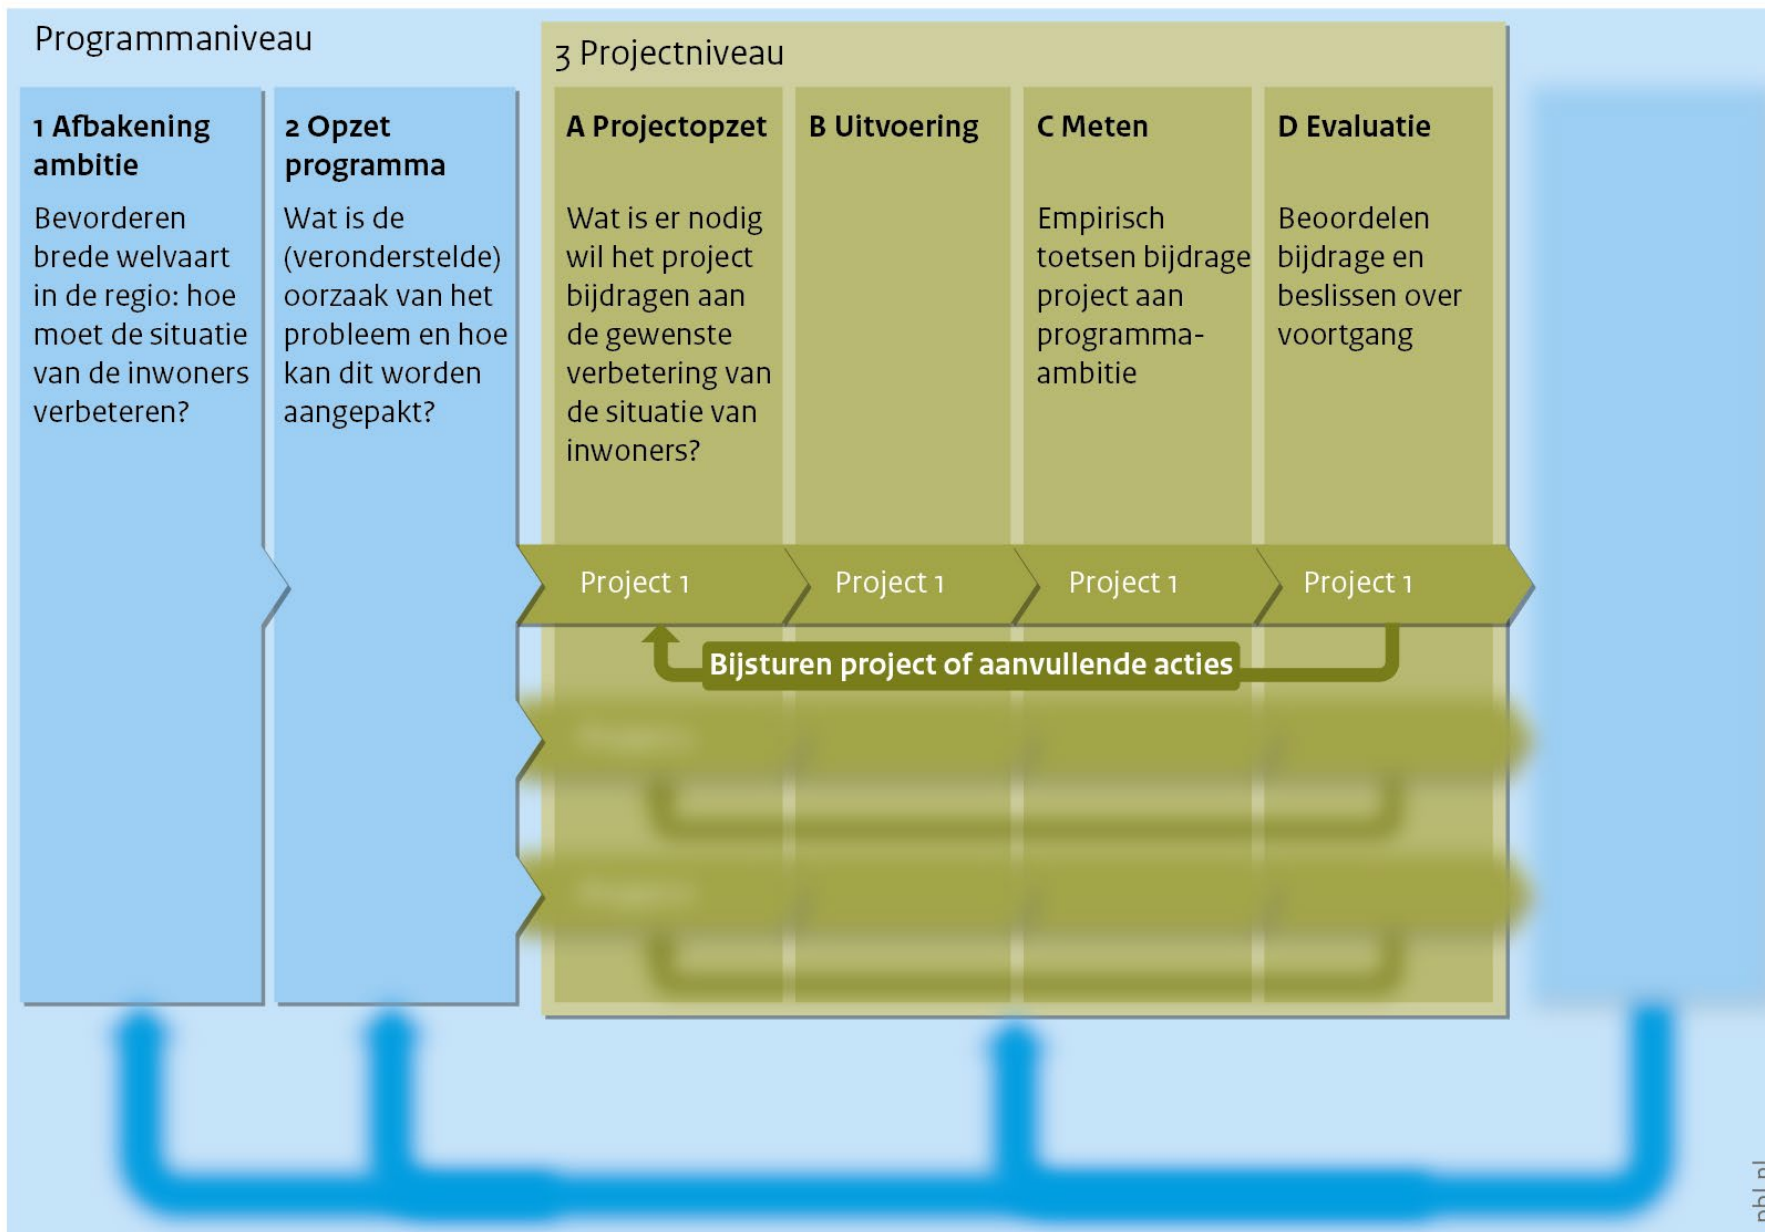 Programmaniveau
3 Projectniveau
1 Afbakening
ambitie
Bevorderen
brede welvaart
in de regio: hoe
moet de situatie
van de inwoners
verbeteren?
2 Opzet
programma
Wat is de
(veronderstelde)
oorzaak van het
probleem en hoe
kan dit worden
aangepakt?
A Projectopzet
Wat is er nodig
wil het project
bijdragen aan
de gewenste
verbetering van
de situatie van
inwoners?
B Uitvoering
C Meten
Empirisch
toetsen bijdrage
project aan
programma-
ambitie
D Evaluatie
Beoordelen
bijdrage en
beslissen over
voortgang
Project 1
Project 1
Project 1
Project 1
Bijsturen project of aanvullende acties
pbl.nl